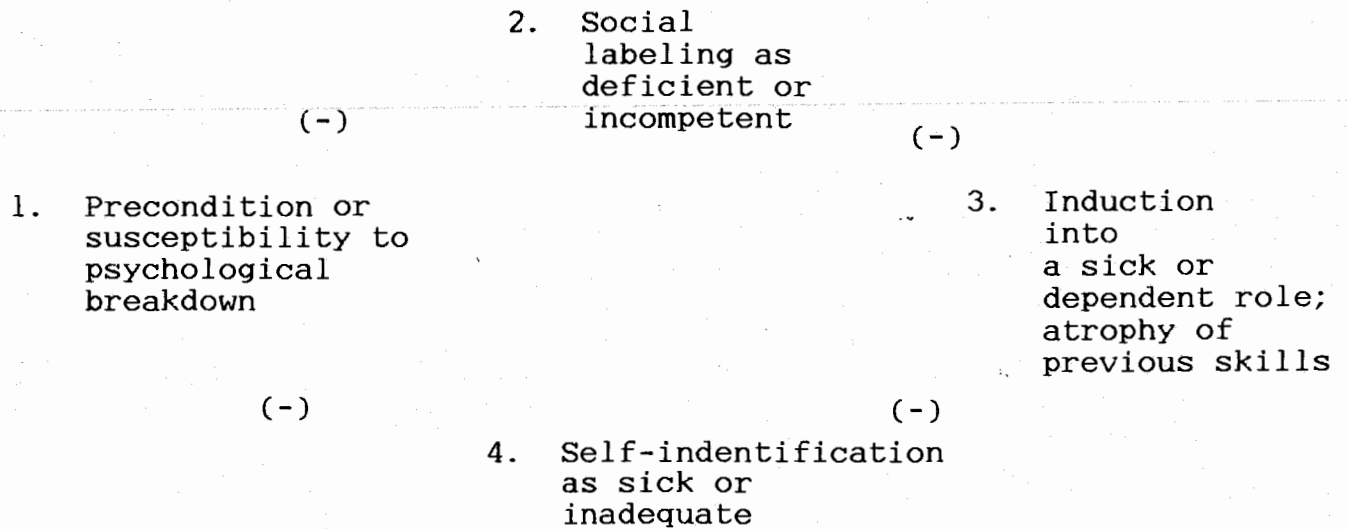 2. Social
labeling as
deficient or
incompetent
(-)
(-)
1. Precondition or
susceptibility to
psychological
breakdown
3. Induction
into
a sick or
dependent role;
atrophy of
previous skills
(-)
(-)
4. Self-indentification
as sick or
inadequate